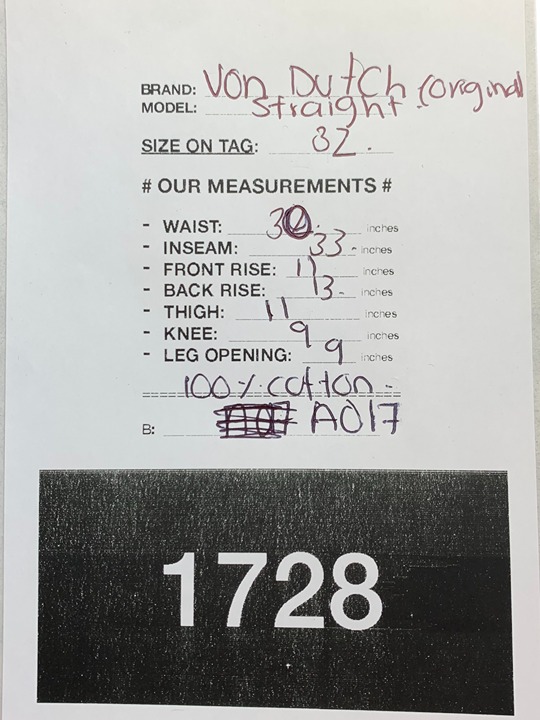 BRAND: Von Dutch (original
MODEL: Straight.
SIZE ON TAG: 32.
# OUR MEASUREMENTS #
- WAIST: inches
- INSEAM: 33- inches
- FRONT RISE: 11 inches
- BACK RISE: 13- inches
- THIGH: 11 inches
- KNEE: 9 inches
- LEG OPENING: 9 inches
100% cotton -
B: A017
1728